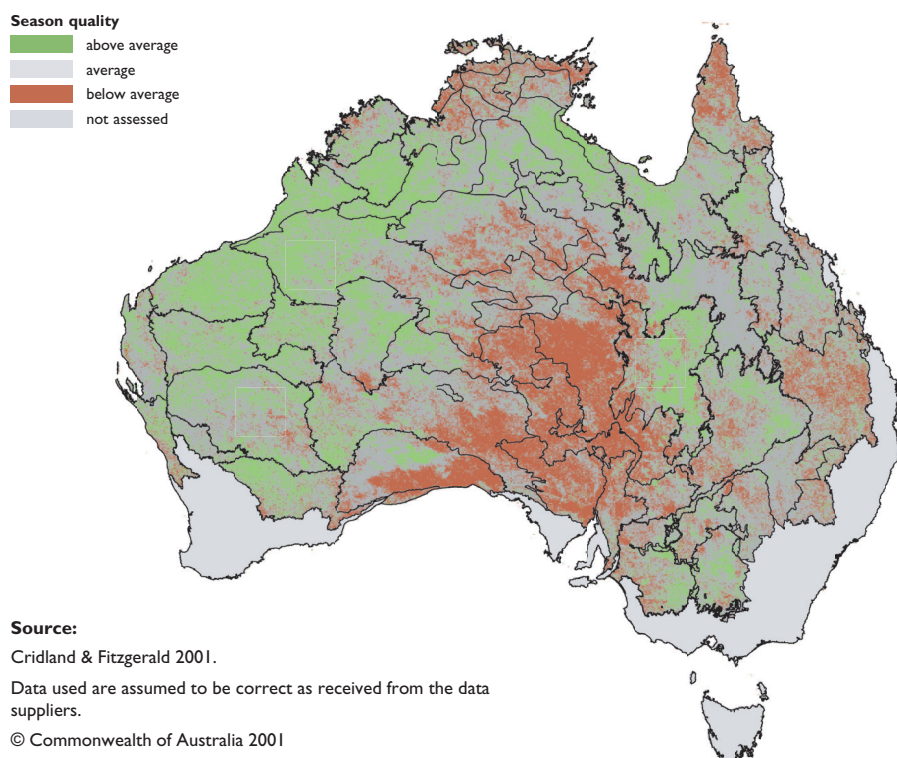 Season quality
above average
average
below average
not assessed
Source:
Cridland & Fitzgerald 2001.
Data used are assumed to be correct as received from the data
suppliers.
© Commonwealth of Australia 2001